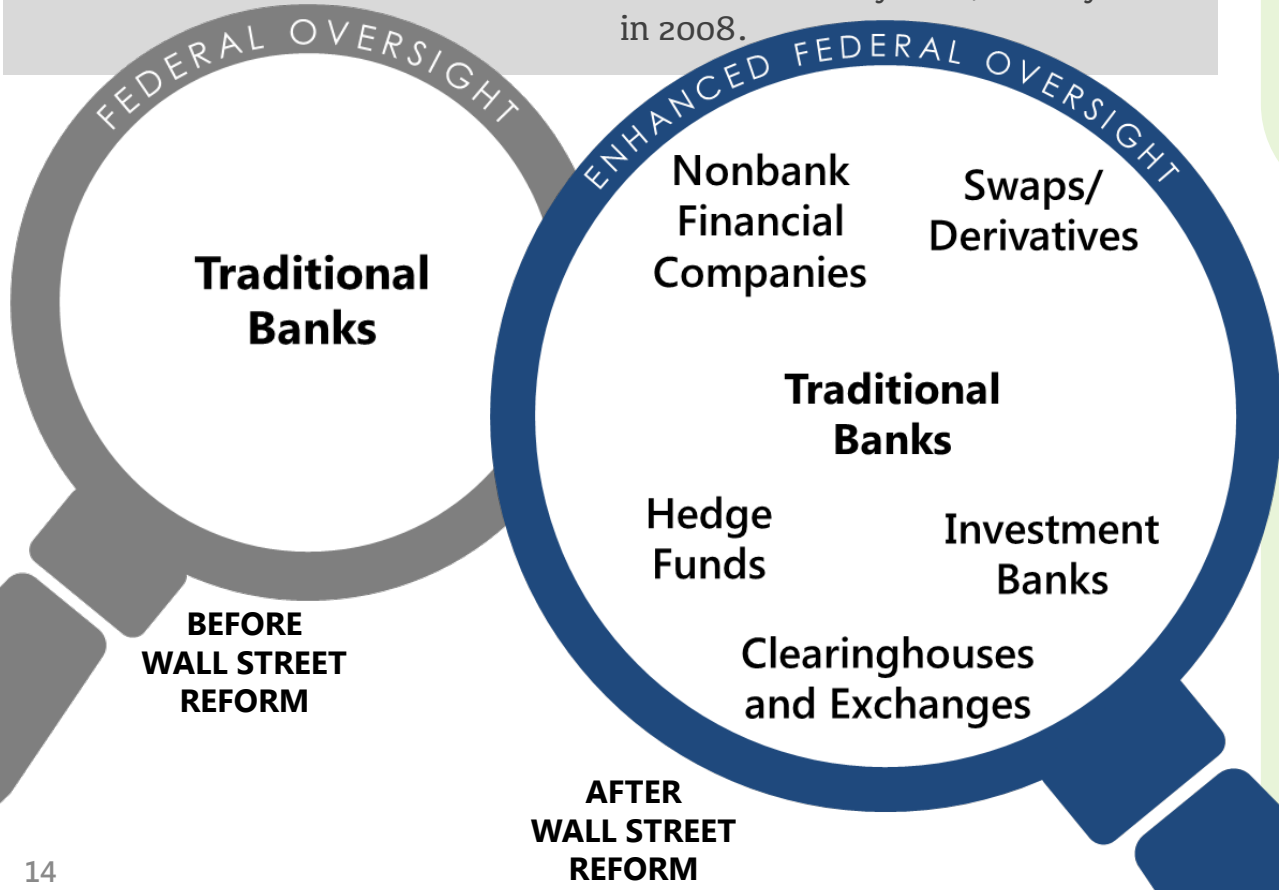 in 2008.
FEDERAL OVERSIGHT
Traditional
Banks
BEFORE
WALL STREET
REFORM
ENHANCED FEDERAL OVERSIGHT
Nonbank
Financial
Companies
Swaps/
Derivatives
Traditional
Banks
Hedge
Funds
Investment
Banks
Clearinghouses
and Exchanges
AFTER
WALL STREET
REFORM
14